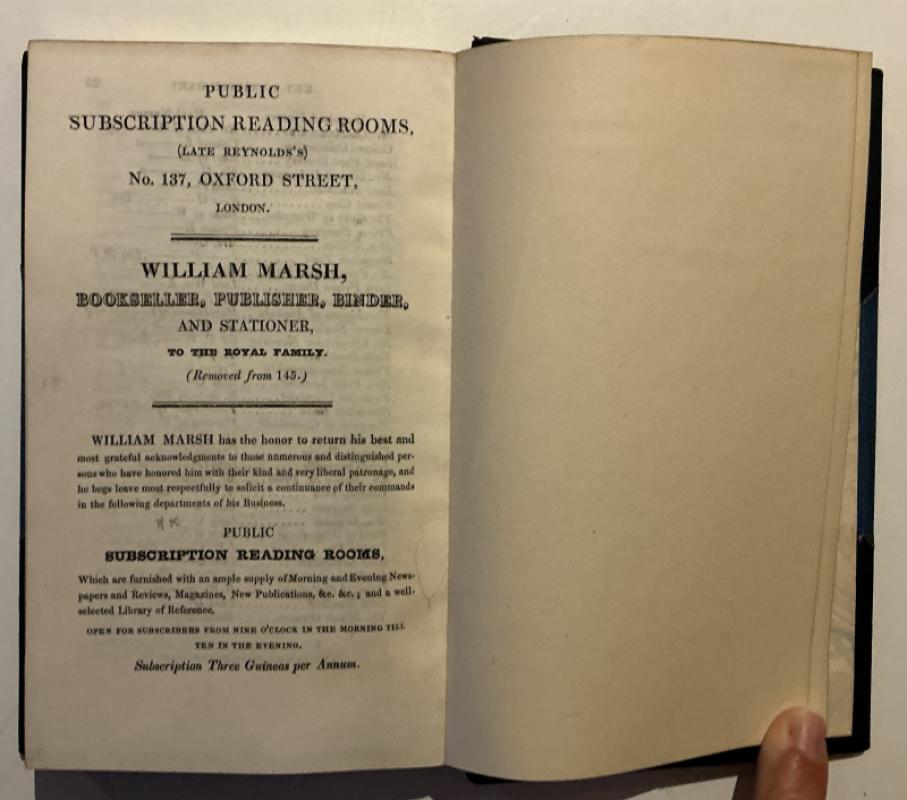 PUBLIC
SUBSCRIPTION READING ROOMS,
(LATE REYNOLDS'S)
No. 137, OXFORD STREET,
LONDON.
WILLIAM MARSH,
BOOKSELLER, PUBLISHER, BINDER,
AND STATIONER,
TO THE ROYAL FAMILY.
(Removed from 145.)
WILLIAM MARSH has the honor to return his best and
most grateful acknowledgments to those numerous and distinguished per-
sons who have honored him with their kind and very liberal patronage, and
he begs leave most respectfully to solicit a continuance of their commands
in the following departments of his Business.
PUBLIC
SUBSCRIPTION READING ROOMS,
Which are furnished with an ample supply of Morning and Evening News-
papers and Reviews, Magazines, New Publications, &c. &c.; and a well-
selected Library of Reference.
OPEN FOR SUBSCRIBERS FROM NINE O'CLOCK IN THE MORNING TILL
TEN IN THE EVENING.
Subscription Three Guineas per Annum.